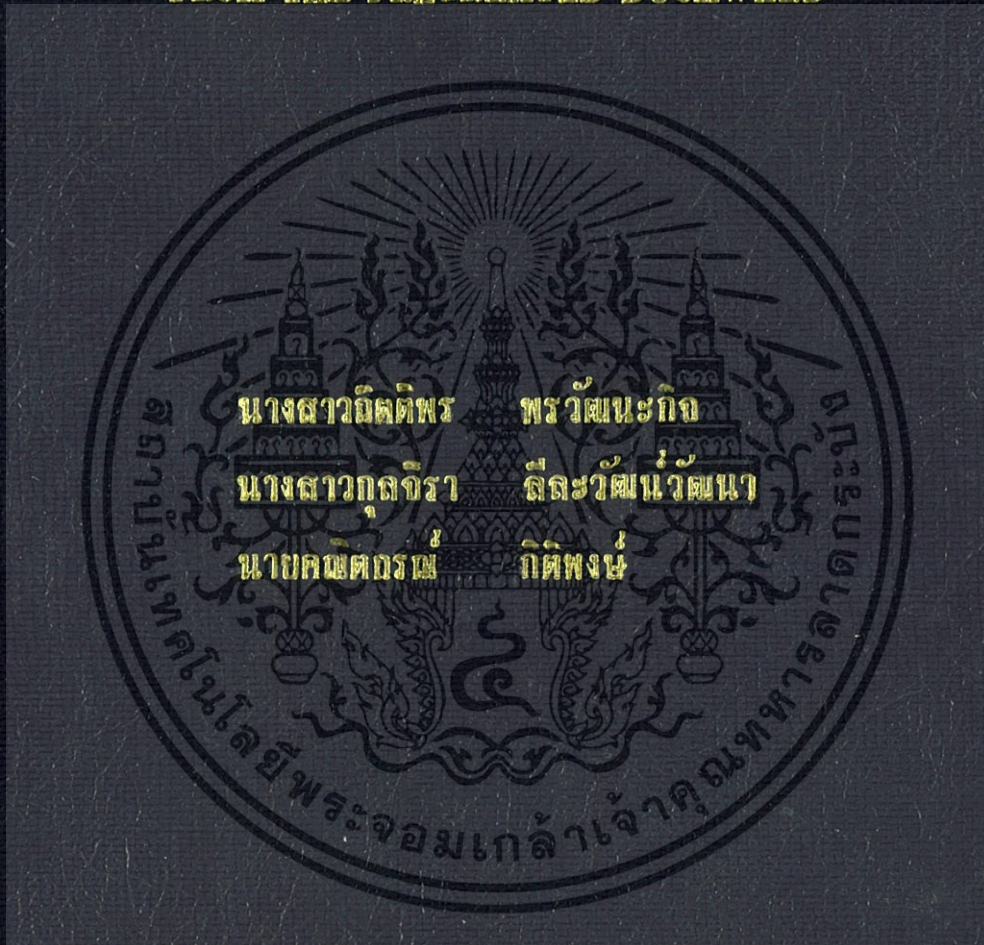 นางสาวฐิตติพร พรวัฒนะกิจ
นางสาวกุลจิรา ลีละวัฒน์วัฒนา
นายคณิตกรณ์ กิติพงษ์
สถาบันเทคโนโลยีพระจอมเกล้าเจ้าคุณทหารลาดกระบัง